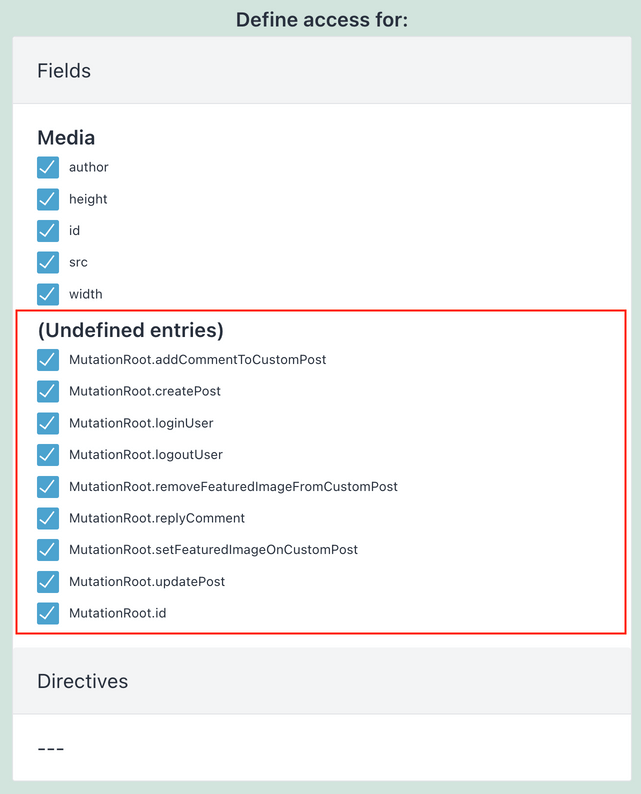 Define access for:
Fields
Media
author
height
id
src
width
(Undefined entries)
MutationRoot.addCommentToCustomPost
MutationRoot.createPost
MutationRoot.loginUser
MutationRoot.logoutUser
MutationRoot.removeFeaturedImageFromCustomPost
MutationRoot.replyComment
MutationRoot.setFeaturedImageOnCustomPost
MutationRoot.updatePost
MutationRoot.id
Directives
---